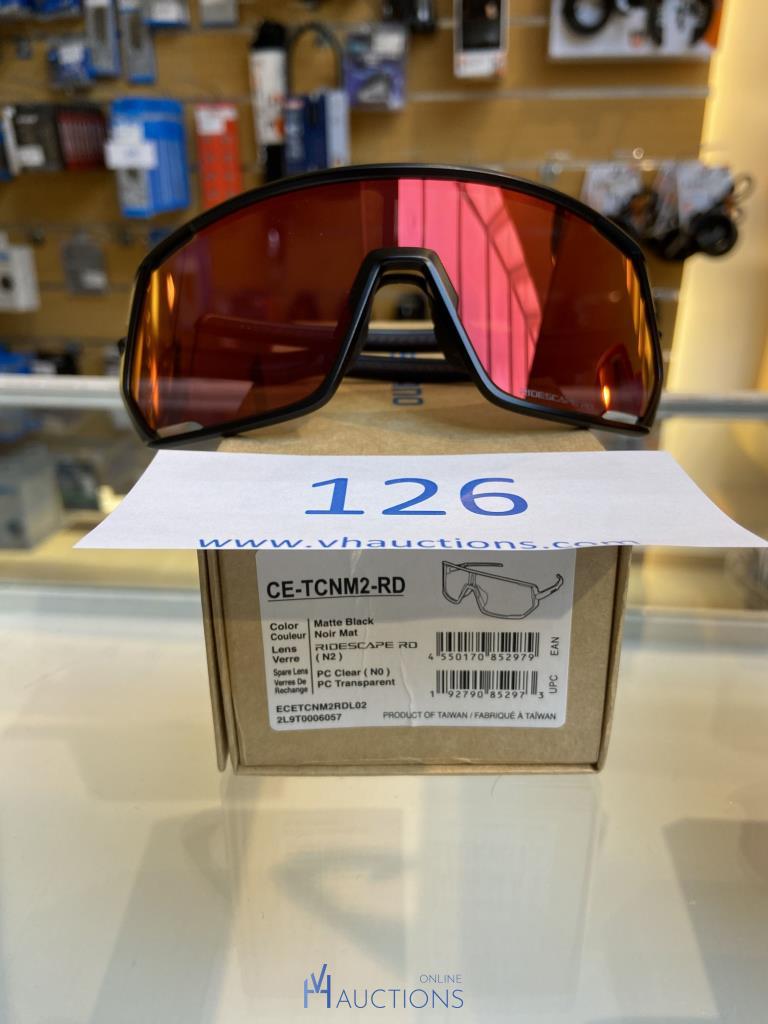 RIDESCAPE RD
126
www.vhauctions.com
CE-TCNM2-RD
Color
Couleur
Matte Black
Noir Mat
Lens
Verre
RIDESCAPE RD
( N2 )
Spare Lens
Verres De
Rechange
PC Clear ( N0 )
PC Transparent
4 550170 852979
EAN
1 92790 85297 3
UPC
ECETCNM2RDL02
2L9T0006057
PRODUCT OF TAIWAN / FABRIQUÉ À TAÏWAN
VH ONLINE
AUCTIONS